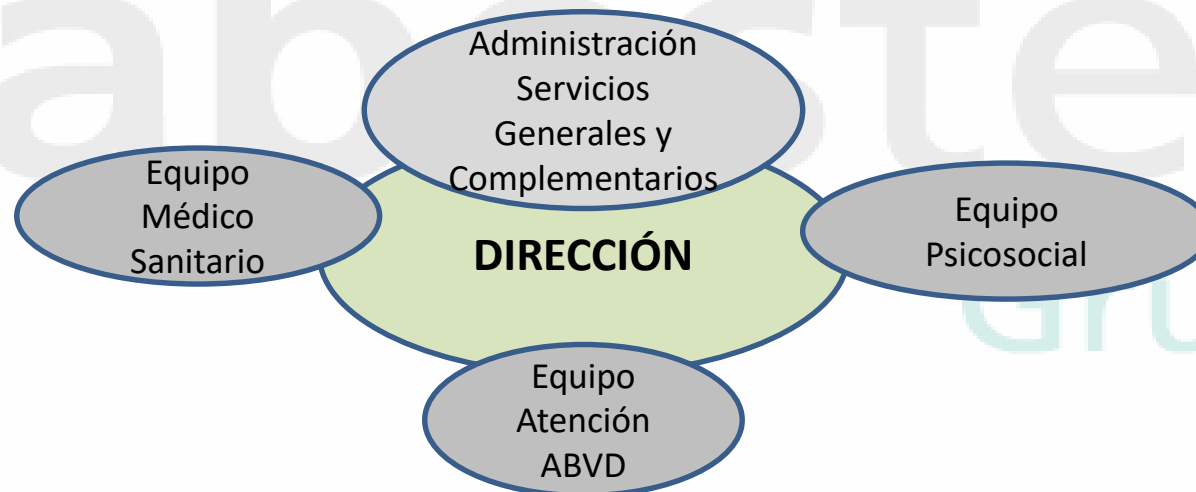 Administración
Servicios
Generales y
Complementarios
Equipo
Médico
Sanitario
DIRECCIÓN
Equipo
Psicosocial
Equipo
Atención
ABVD